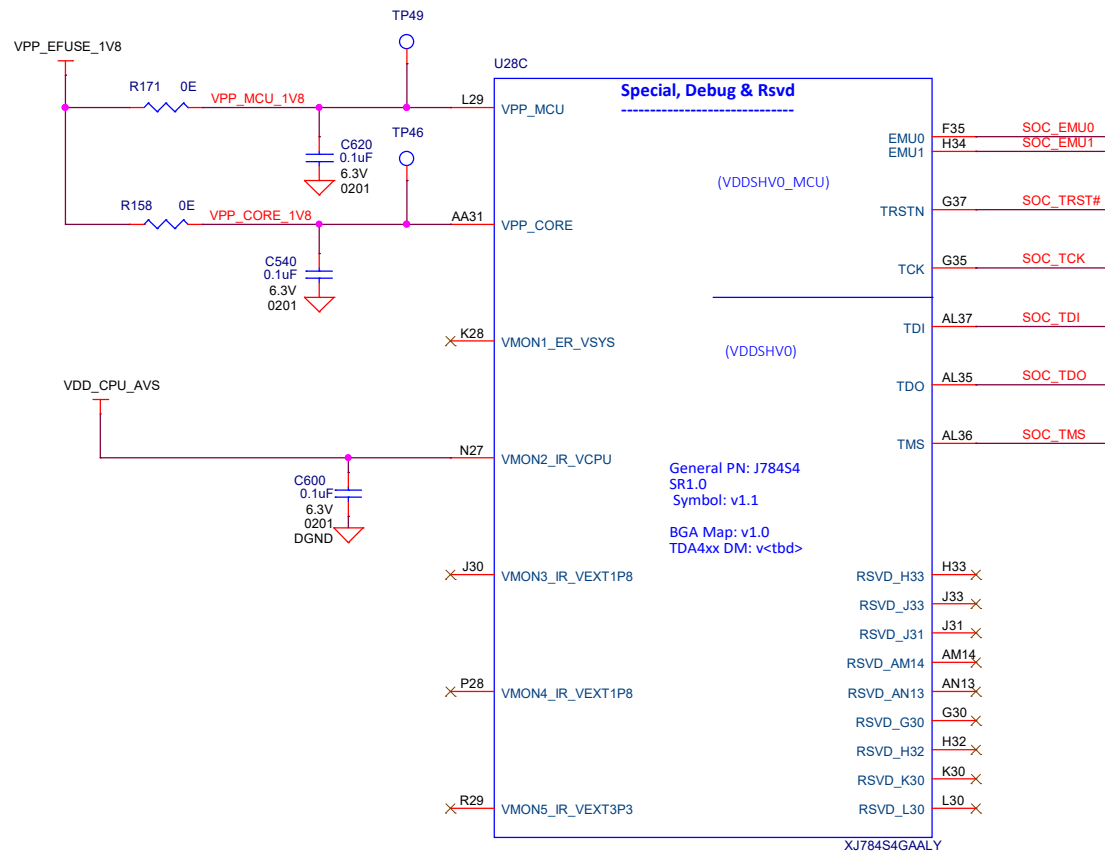 TP49
VPP_EFUSE_1V8
U28C
R171 0E
VPP_MCU_1V8
L29
VPP_MCU
Special, Debug & Rsvd
----------------------------
C620
0.1uF
6.3V
0201
TP46
R158 0E
VPP_CORE_1V8
AA31
VPP_CORE
C540
0.1uF
6.3V
0201
K28
VMON1_ER_VSYS
VDD_CPU_AVS
N27
VMON2_IR_VCPU
C600
0.1uF
6.3V
0201
DGND
J30
VMON3_IR_VEXT1P8
P28
VMON4_IR_VEXT1P8
R29
VMON5_IR_VEXT3P3
EMU0 F35 SOC_EMU0
EMU1 H34 SOC_EMU1
(VDDSHV0_MCU)
TRSTN G37 SOC_TRST#
TCK G35 SOC_TCK
TDI AL37 SOC_TDI
(VDDSHV0)
TDO AL35 SOC_TDO
TMS AL36 SOC_TMS
General PN: J784S4
SR1.0
Symbol: v1.1
BGA Map: v1.0
TDA4xx DM: v<tbd>
RSVD_H33 H33
RSVD_J33 J33
RSVD_J31 J31
RSVD_AM14 AM14
RSVD_AN13 AN13
RSVD_G30 G30
RSVD_H32 H32
RSVD_K30 K30
RSVD_L30 L30
XJ784S4GAALY